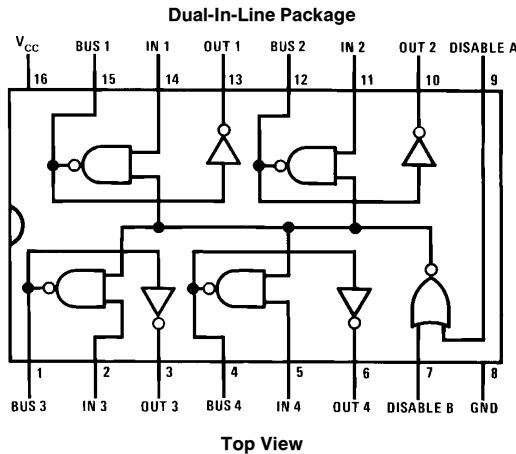 Dual-In-Line Package
VCC BUS 1 IN 1 OUT 1 BUS 2 IN 2 OUT 2 DISABLE A
16 15 14 13 12 11 10 9
1 2 3 4 5 6 7 8
BUS 3 IN 3 OUT 3 BUS 4 IN 4 OUT 4 DISABLE B GND
Top View